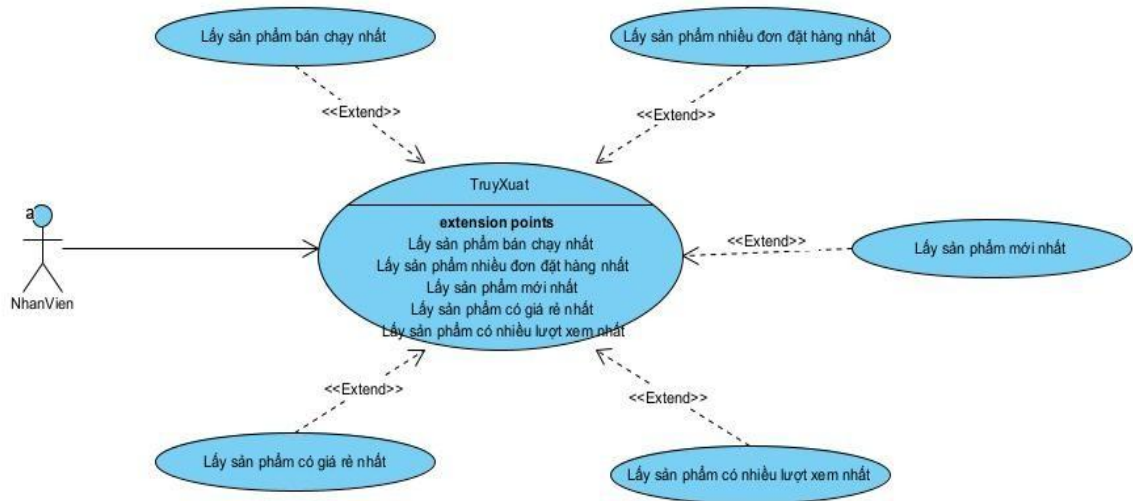 Lấy sản phẩm bán chạy nhất
Lấy sản phẩm nhiều đơn đặt hàng nhất
<<Extend>>
<<Extend>>
TruyXuat
extension points
Lấy sản phẩm bán chạy nhất
Lấy sản phẩm nhiều đơn đặt hàng nhất
Lấy sản phẩm mới nhất
Lấy sản phẩm có giá rẻ nhất
Lấy sản phẩm có nhiều lượt xem nhất
a
NhanVien
<<Extend>>
Lấy sản phẩm mới nhất
<<Extend>>
<<Extend>>
Lấy sản phẩm có giá rẻ nhất
Lấy sản phẩm có nhiều lượt xem nhất